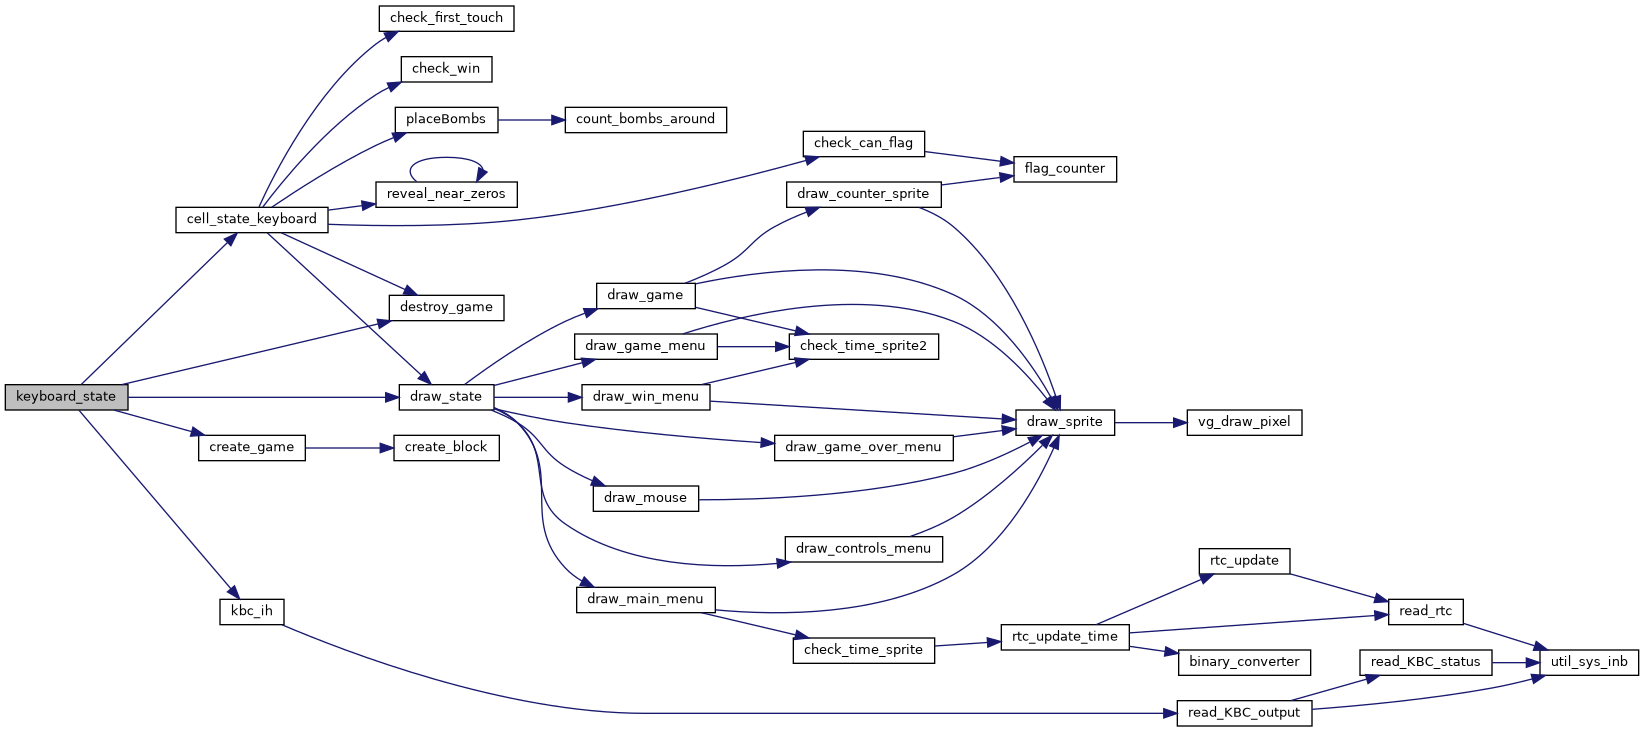 check_first_touch
check_win
placeBombs
count_bombs_around
check_can_flag
flag_counter
reveal_near_zeros
draw_counter_sprite
cell_state_keyboard
draw_game
destroy_game
draw_game_menu
check_time_sprite2
keyboard_state
draw_state
draw_win_menu
draw_sprite
vg_draw_pixel
create_game
create_block
draw_game_over_menu
draw_mouse
draw_controls_menu
rtc_update
draw_main_menu
kbc_ih
read_rtc
rtc_update_time
check_time_sprite
binary_converter
read_KBC_status
util_sys_inb
read_KBC_output